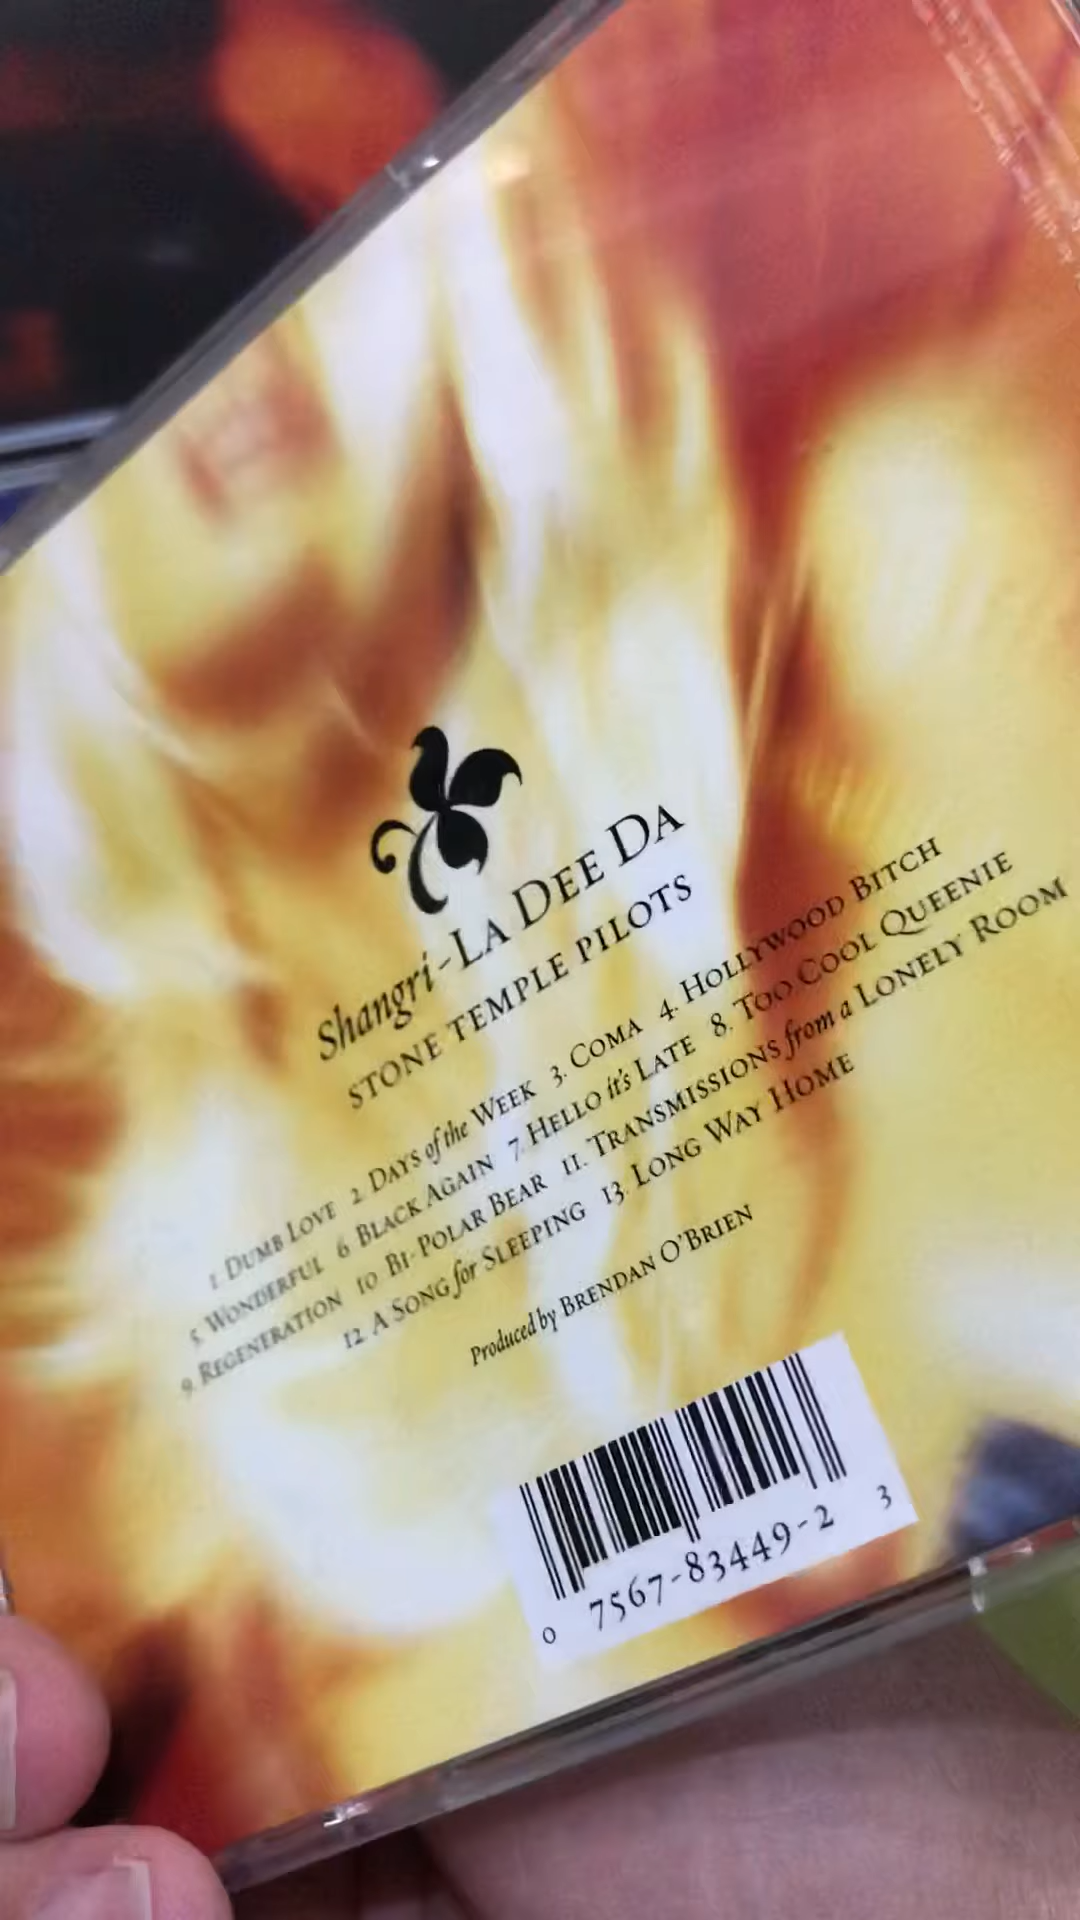 Shangri-LA DEE DA
STONE TEMPLE PILOTS
1. DUMB LOVE 2. DAYS of the WEEK 3. COMA 4. HOLLYWOOD BITCH
5. WONDERFUL 6. BLACK AGAIN 7. HELLO it's LATE 8. TOO COOL QUEENIE
9. REGENERATION 10. BI-POLAR BEAR 11. TRANSMISSIONS from a LONELY ROOM
12. A SONG for SLEEPING 13. LONG WAY HOME
Produced by BRENDAN O'BRIEN
0 7567-83449-2 3